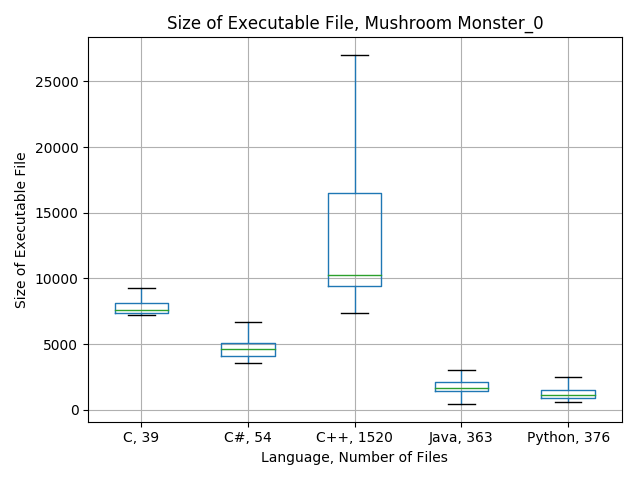 Size of Executable File, Mushroom Monster_0
Size of Executable File
25000
20000
15000
10000
5000
0
C, 39
C#, 54
C++, 1520
Java, 363
Python, 376
Language, Number of Files